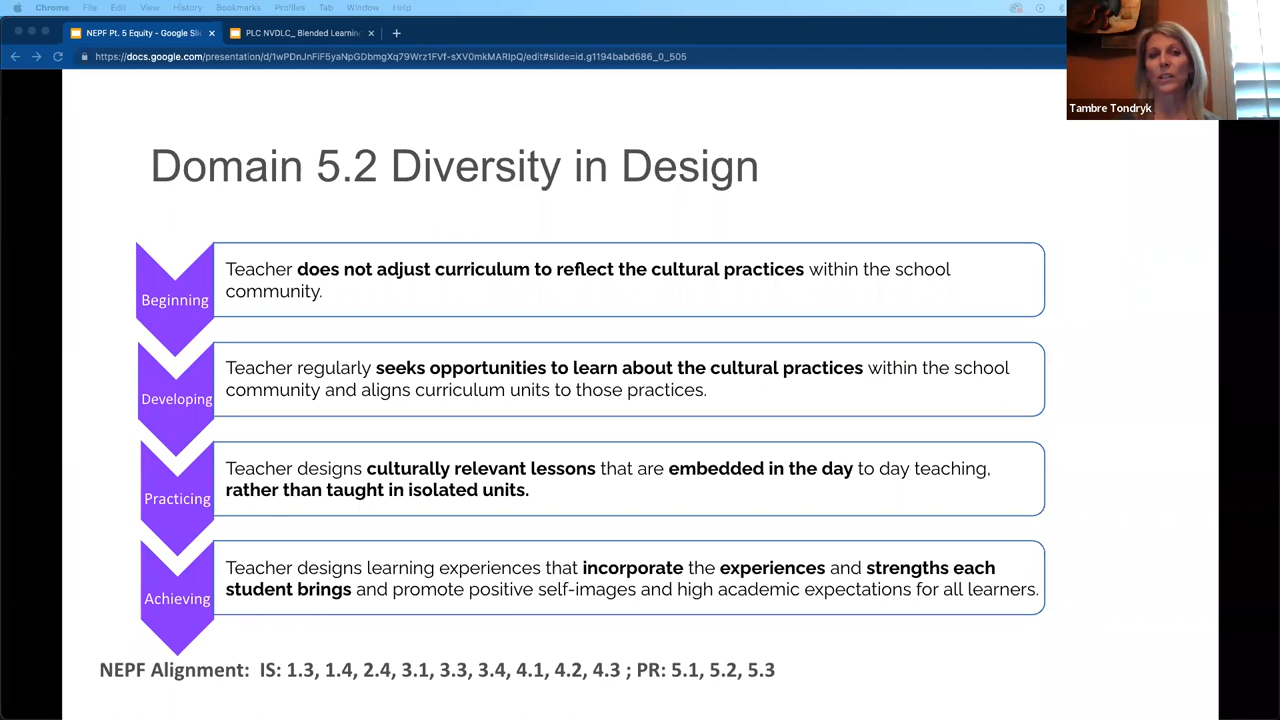 Chrome File Edit View History Bookmarks Profiles Tab Window Help
NEPF Pt. 5 Equity - Google Slid × PLC NVDLC_ Blended Learnin × +
https://docs.google.com/presentation/d/1wPDnJnFiF5yaNpGDbmgXq79Wrz1FVf-sXV0mkMARIpQ/edit#slide=id.g1194babd686_0_505
Tambre Tondryk
Domain 5.2 Diversity in Design
Beginning
Teacher does not adjust curriculum to reflect the cultural practices within the school
community.
Developing
Teacher regularly seeks opportunities to learn about the cultural practices within the school
community and aligns curriculum units to those practices.
Practicing
Teacher designs culturally relevant lessons that are embedded in the day to day teaching,
rather than taught in isolated units.
Achieving
Teacher designs learning experiences that incorporate the experiences and strengths each
student brings and promote positive self-images and high academic expectations for all learners.
NEPF Alignment: IS: 1.3, 1.4, 2.4, 3.1, 3.3, 3.4, 4.1, 4.2, 4.3 ; PR: 5.1, 5.2, 5.3